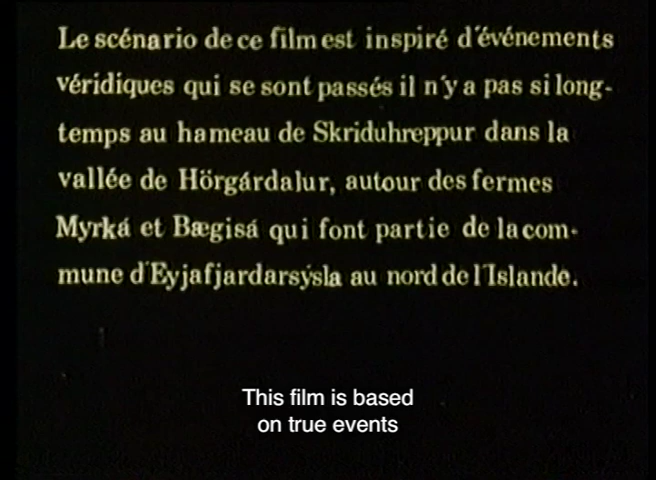 Le scénario de ce film est inspiré d'événements
véridiques qui se sont passés il n'y a pas si long-
temps au hameau de Skriduhreppur dans la
vallée de Hörgárdalur, autour des fermes
Myrká et Bægisá qui font partie de la com-
mune d'Eyjafjardarsýsla au nord de l'Islande.
This film is based
on true events